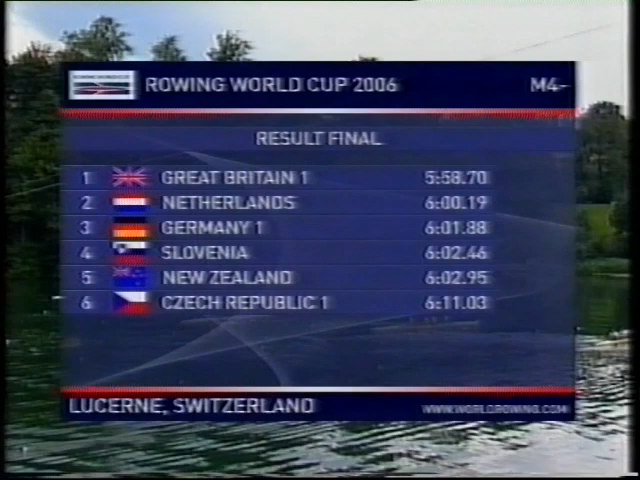 ROWING WORLD CUP 2006 M4-
RESULT FINAL
1 GREAT BRITAIN 1 5:58.70
2 NETHERLANDS 6:00.19
3 GERMANY 1 6:01.88
4 SLOVENIA 6:02.46
5 NEW ZEALAND 6:02.95
6 CZECH REPUBLIC 1 6:11.03
LUCERNE, SWITZERLAND WWW.WORLDROWING.COM